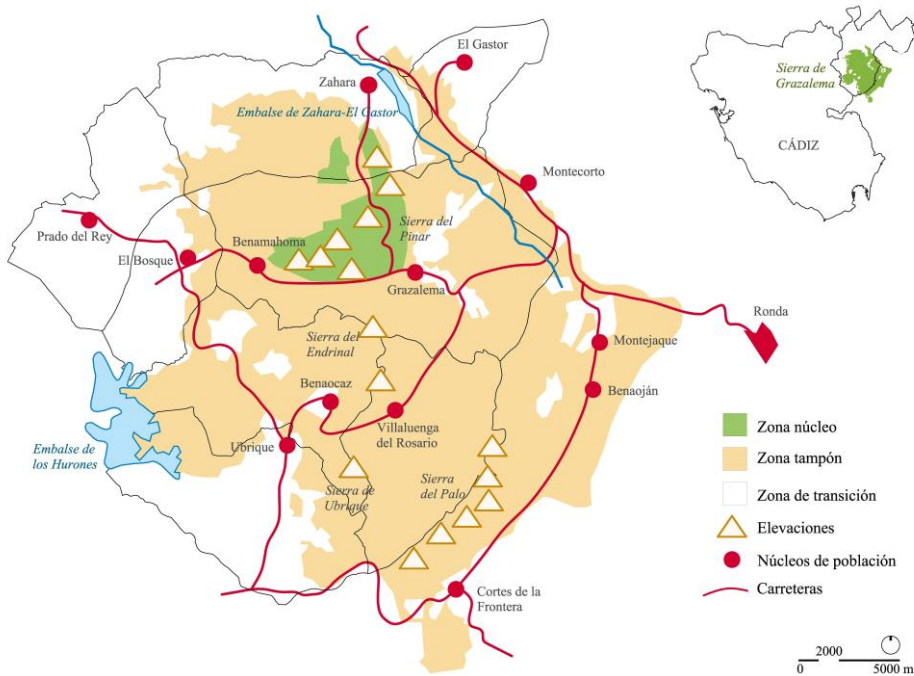 El Gastor
Zahara
Embalse de Zahara-El Gastor
Sierra de
Grazalema
CÁDIZ
Montecorto
Prado del Rey
Sierra del
Pinar
El Bosque
Benamahoma
Grazalema
Ronda
Sierra del
Endrinal
Montejaque
Benaocaz
Benaoján
Villaluenga
del Rosario
Embalse de
los Hurones
Ubrique
Sierra de
Ubrique
Sierra
del Palo
Cortes de la
Frontera
Zona núcleo
Zona tampón
Zona de transición
Elevaciones
Núcleos de población
Carreteras
2000
0 5000 m